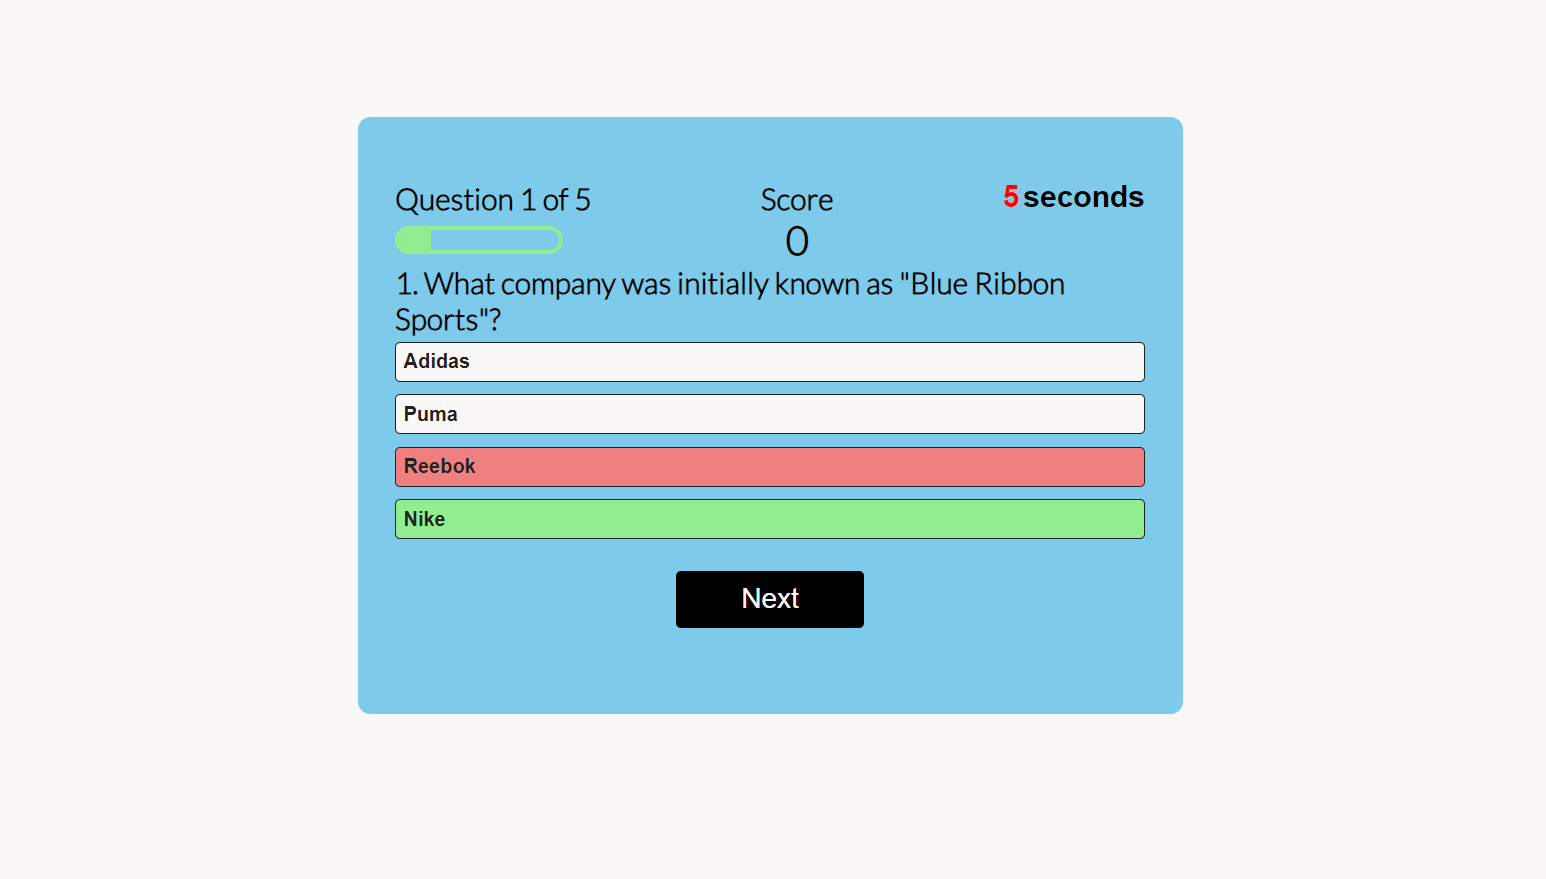 Question 1 of 5
Score
5 seconds
0
1. What company was initially known as "Blue Ribbon
Sports"?
Adidas
Puma
Reebok
Nike
Next